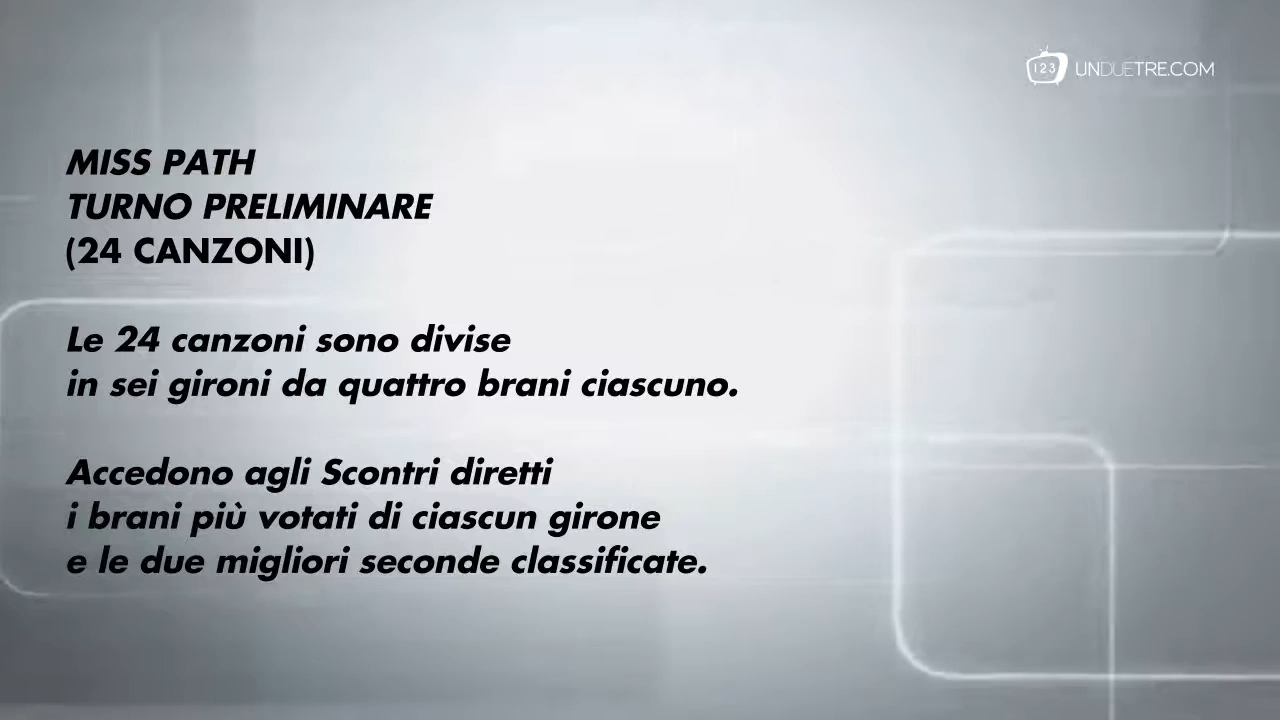 123 UNDUETRE.COM
MISS PATH
TURNO PRELIMINARE
(24 CANZONI)
Le 24 canzoni sono divise
in sei gironi da quattro brani ciascuno.
Accedono agli Scontri diretti
i brani più votati di ciascun girone
e le due migliori seconde classificate.